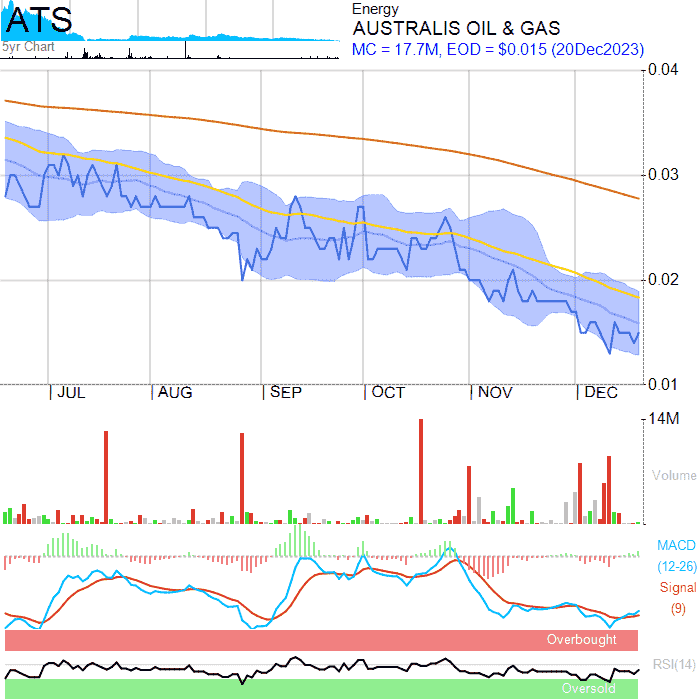 ATS
5yr Chart
Energy
AUSTRALIS OIL & GAS
MC = 17.7M, EOD = $0.015 (20Dec2023)
0.04
0.03
0.02
0.01
JUL AUG SEP OCT NOV DEC
14M
Volume
MACD
(12-26)
Signal
(9)
Overbought
RSI(14)
Oversold